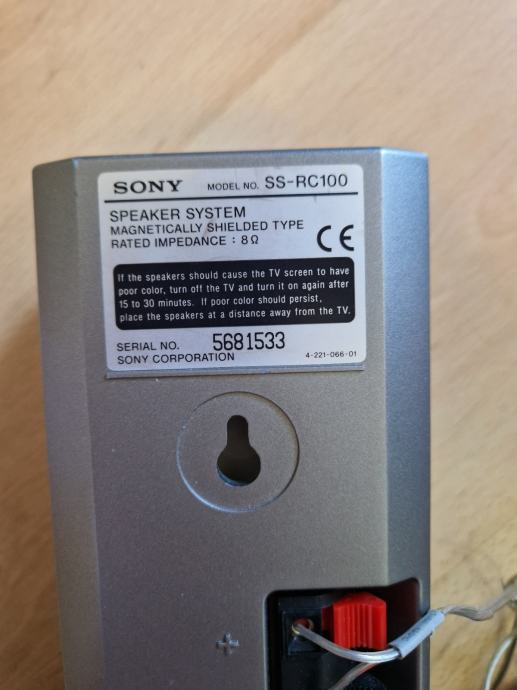 SONY MODEL NO. SS-RC100
SPEAKER SYSTEM
MAGNETICALLY SHIELDED TYPE
RATED IMPEDANCE : 8Ω CE
If the speakers should cause the TV screen to have
poor color, turn off the TV and turn it on again after
15 to 30 minutes. If poor color should persist,
place the speakers at a distance away from the TV.
SERIAL NO. 5681533
SONY CORPORATION 4-221-066-01
+